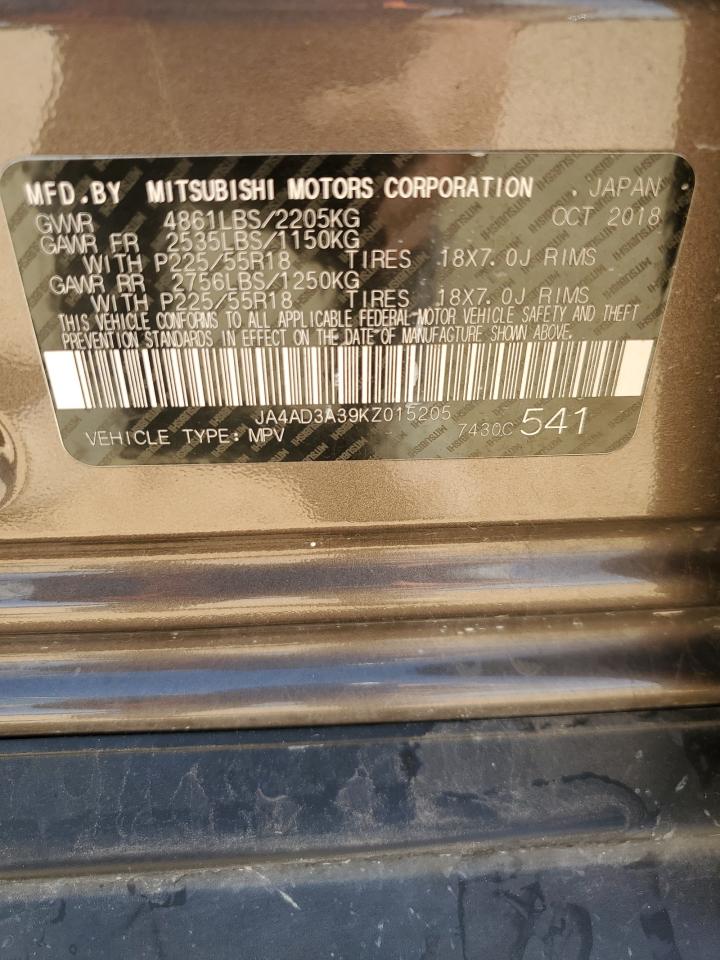 MFD.BY MITSUBISHI MOTORS CORPORATION . JAPAN
GVWR 4861LBS/2205KG OCT 2018
GAWR FR 2535LBS/1150KG
WITH P225/55R18 TIRES 18X7.0J RIMS
GAWR RR 2756LBS/1250KG
WITH P225/55R18 TIRES 18X7.0J RIMS
THIS VEHICLE CONFORMS TO ALL APPLICABLE FEDERAL MOTOR VEHICLE SAFETY AND THEFT
PREVENTION STANDARDS IN EFFECT ON THE DATE OF MANUFACTURE SHOWN ABOVE.
JA4AD3A39KZ015205
VEHICLE TYPE: MPV 7430C 541